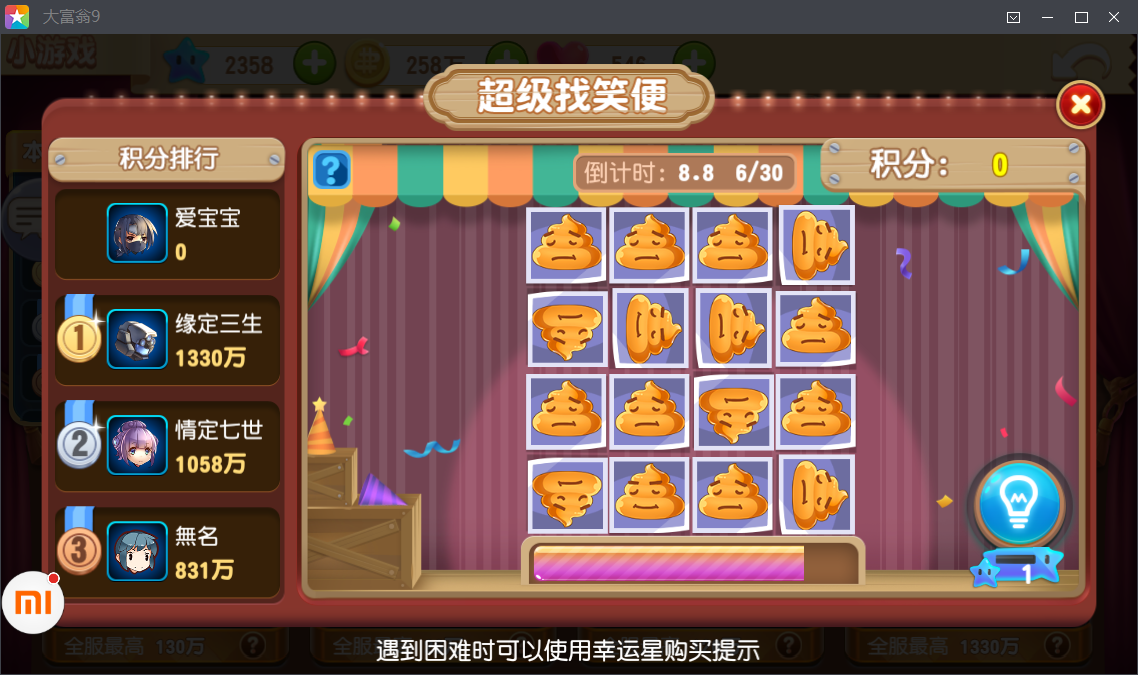 大富翁9
小游戏
2358
258万
546
超级找笑便
积分排行
倒计时：8.8 6/30
积分： 0
爱宝宝
0
1
缘定三生
1330万
2
情定七世
1058万
3
無名
831万
1
全服最高 130万
全服最高
全服最高 1330万
遇到困难时可以使用幸运星购买提示